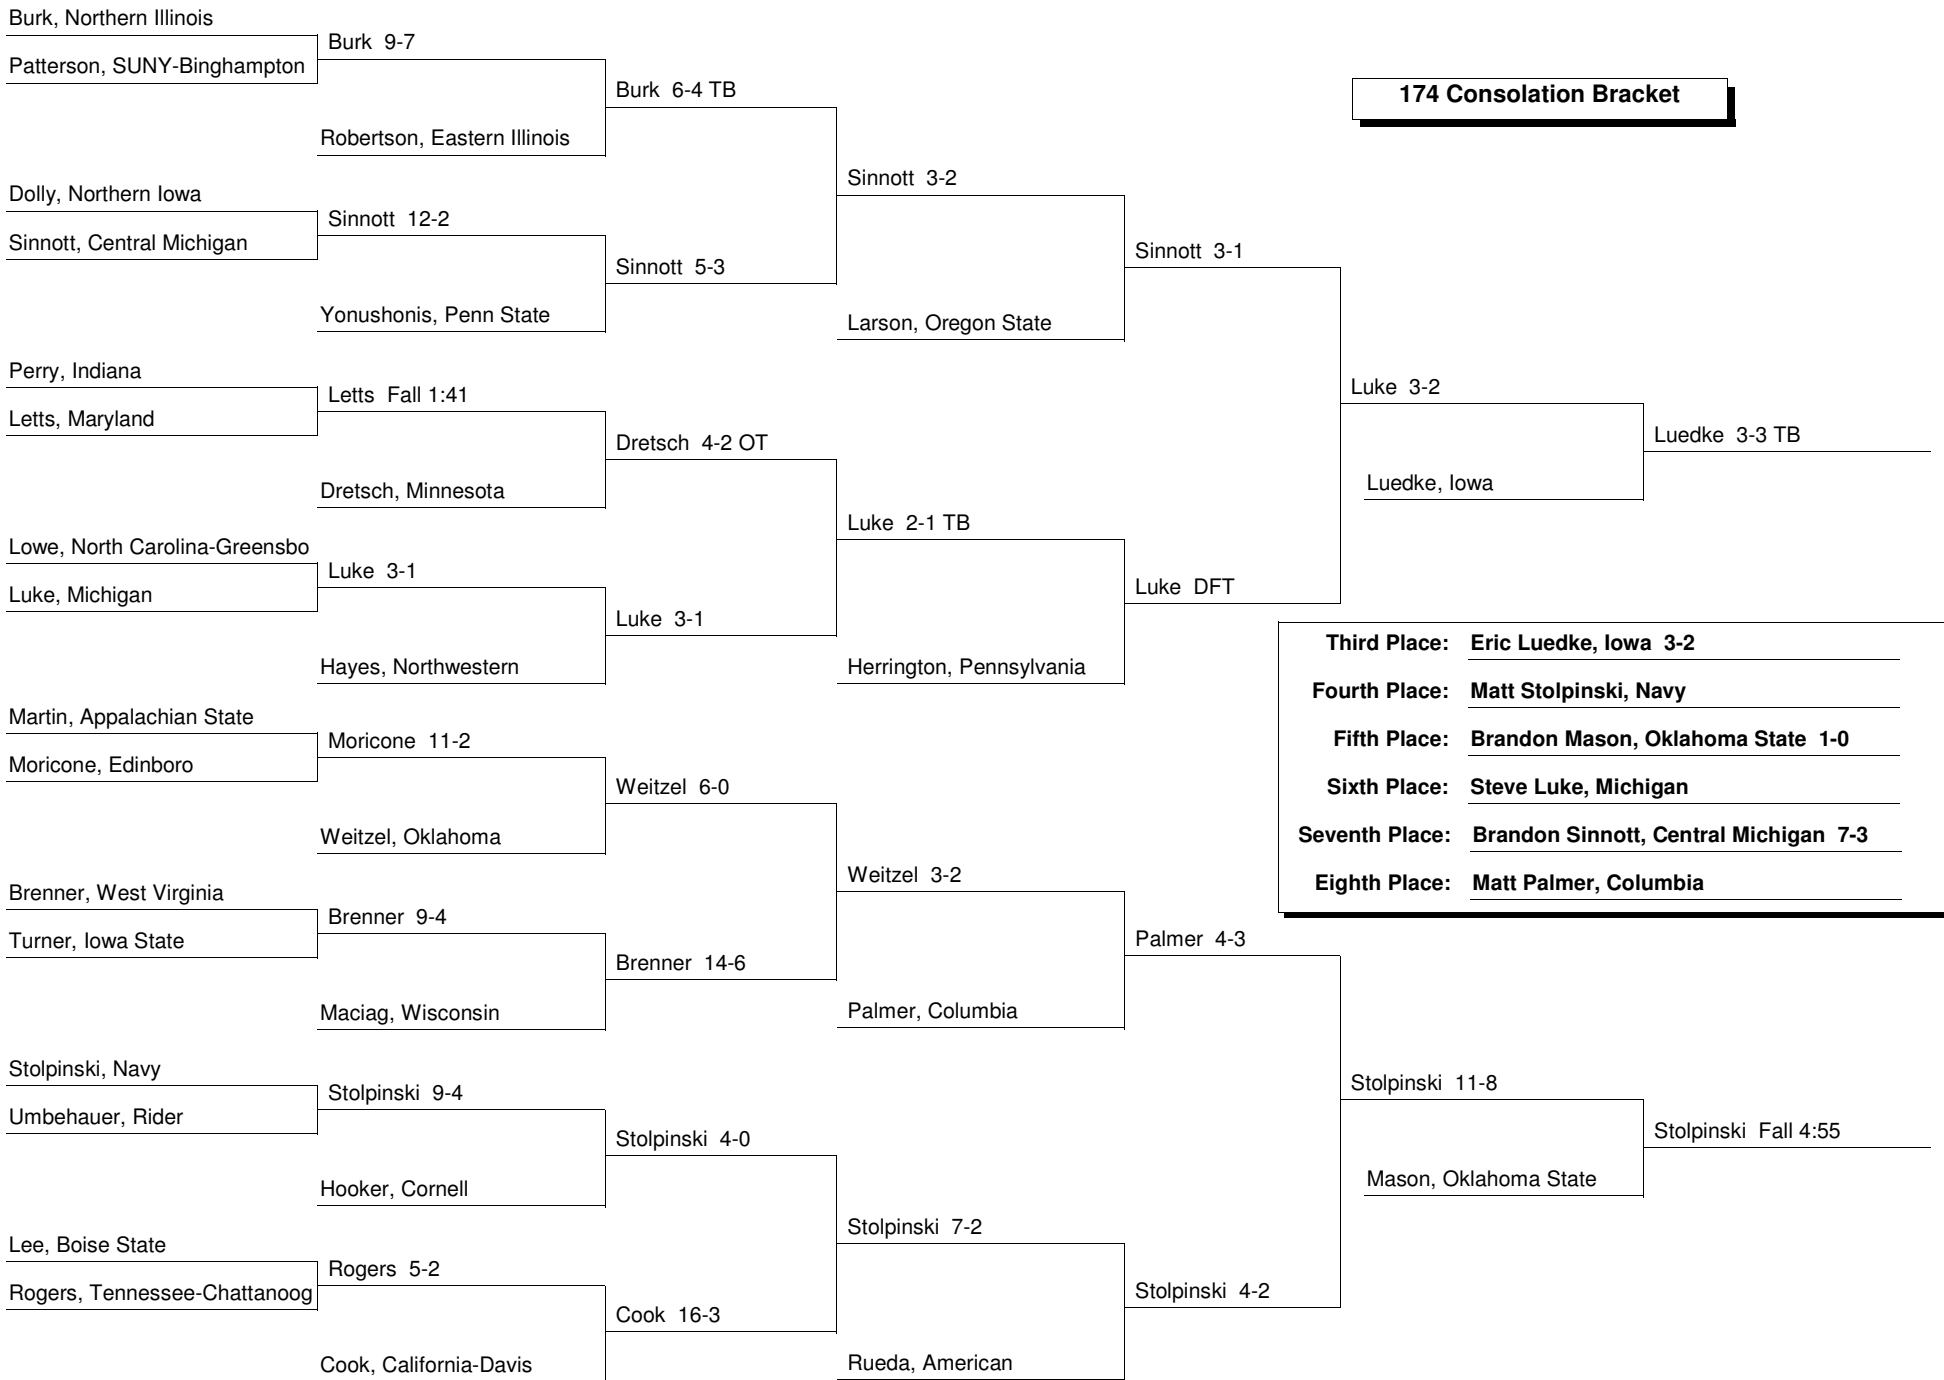 Burk, Northern Illinois
Patterson, SUNY-Binghampton
Burk 9-7
Robertson, Eastern Illinois
Burk 6-4 TB
174 Consolation Bracket
Dolly, Northern Iowa
Sinnott, Central Michigan
Sinnott 12-2
Yonushonis, Penn State
Sinnott 5-3
Sinnott 3-2
Larson, Oregon State
Sinnott 3-1
Perry, Indiana
Letts, Maryland
Letts Fall 1:41
Dretsch, Minnesota
Dretsch 4-2 OT
Lowe, North Carolina-Greensbo
Luke, Michigan
Luke 3-1
Hayes, Northwestern
Luke 3-1
Luke 2-1 TB
Herrington, Pennsylvania
Luke DFT
Luke 3-2
Luedke, Iowa
Luedke 3-3 TB
Third Place: Eric Luedke, Iowa 3-2
Fourth Place: Matt Stolpinski, Navy
Fifth Place: Brandon Mason, Oklahoma State 1-0
Sixth Place: Steve Luke, Michigan
Seventh Place: Brandon Sinnott, Central Michigan 7-3
Eighth Place: Matt Palmer, Columbia
Martin, Appalachian State
Moricone, Edinboro
Moricone 11-2
Weitzel, Oklahoma
Weitzel 6-0
Brenner, West Virginia
Turner, Iowa State
Brenner 9-4
Maciag, Wisconsin
Brenner 14-6
Weitzel 3-2
Palmer, Columbia
Palmer 4-3
Stolpinski, Navy
Umbehauer, Rider
Stolpinski 9-4
Hooker, Cornell
Stolpinski 4-0
Lee, Boise State
Rogers, Tennessee-Chattanoog
Rogers 5-2
Cook, California-Davis
Cook 16-3
Stolpinski 7-2
Rueda, American
Stolpinski 4-2
Stolpinski 11-8
Mason, Oklahoma State
Stolpinski Fall 4:55